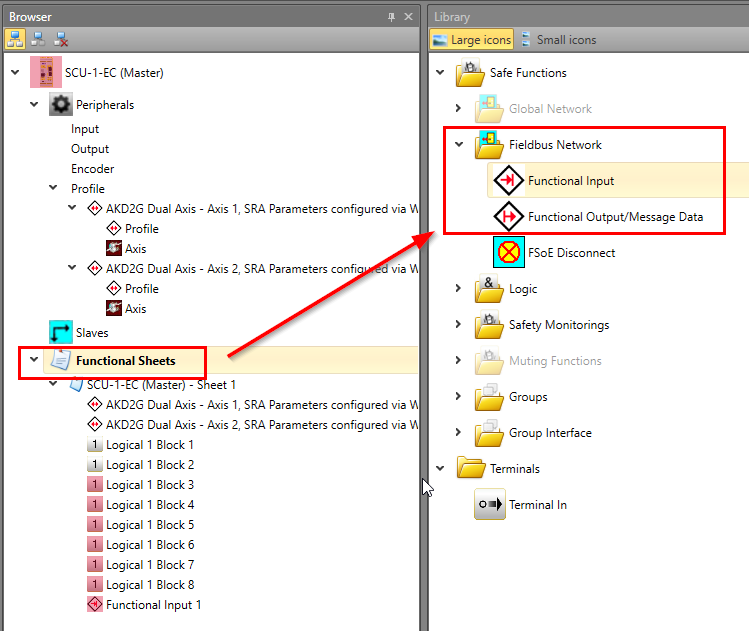 Browser
SCU-1-EC (Master)
Peripherals
Input
Output
Encoder
Profile
AKD2G Dual Axis - Axis 1, SRA Parameters configured via W
Profile
Axis
AKD2G Dual Axis - Axis 2, SRA Parameters configured via W
Profile
Axis
Slaves
Functional Sheets
SCU-1-EC (Master) - Sheet 1
AKD2G Dual Axis - Axis 1, SRA Parameters configured via W
AKD2G Dual Axis - Axis 2, SRA Parameters configured via W
1 Logical 1 Block 1
1 Logical 1 Block 2
1 Logical 1 Block 3
1 Logical 1 Block 4
1 Logical 1 Block 5
1 Logical 1 Block 6
1 Logical 1 Block 7
1 Logical 1 Block 8
Functional Input 1
Library
Large icons Small icons
Safe Functions
Global Network
Fieldbus Network
Functional Input
Functional Output/Message Data
FSoE Disconnect
& Logic
Safety Monitorings
Muting Functions
Groups
Group Interface
Terminals
Terminal In